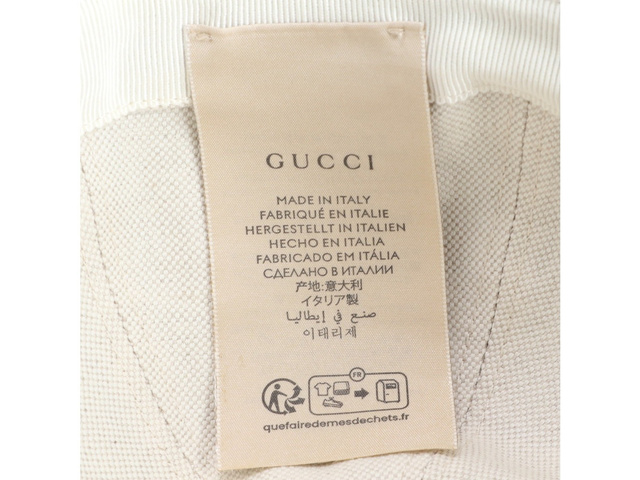 GUCCI
MADE IN ITALY
FABRIQUÉ EN ITALIE
HERGESTELLT IN ITALIEN
HECHO EN ITALIA
FABRICADO EM ITÁLIA
СДЕЛАНО В ИТАЛИИ
产地:意大利
イタリア製
صنع في إيطاليا
이태리제
FR
quefairedemesdechets.fr